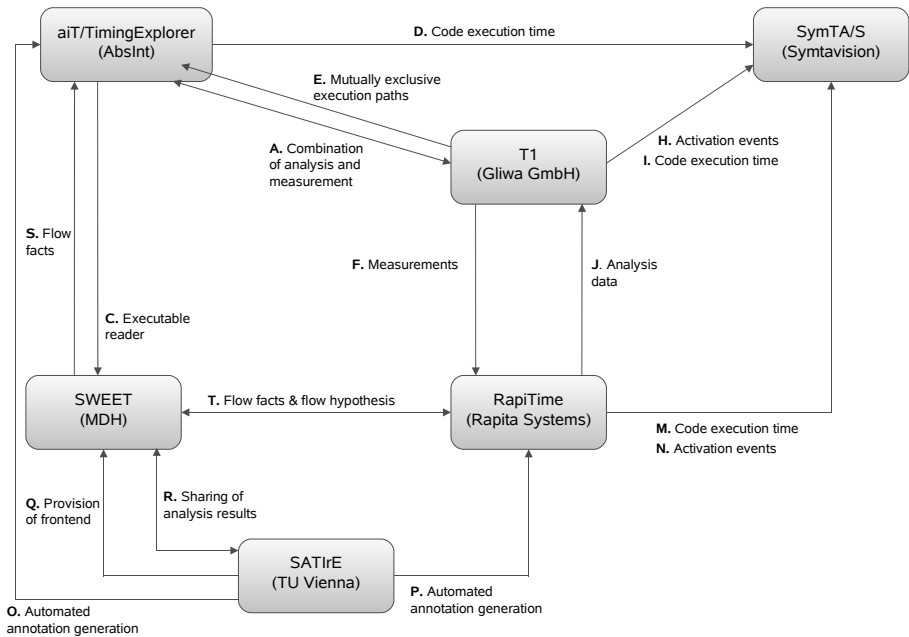 aiT/TimingExplorer
(AbsInt)
D. Code execution time
SymTA/S
(Symtavision)
E. Mutually exclusive
execution paths
A. Combination
of analysis and
measurement
T1
(Gliwa GmbH)
H. Activation events
I. Code execution time
S. Flow
facts
F. Measurements
J. Analysis
data
C. Executable
reader
SWEET
(MDH)
T. Flow facts & flow hypothesis
RapiTime
(Rapita Systems)
M. Code execution time
N. Activation events
Q. Provision
of frontend
R. Sharing of
analysis results
SATIrE
(TU Vienna)
P. Automated
annotation generation
O. Automated
annotation generation